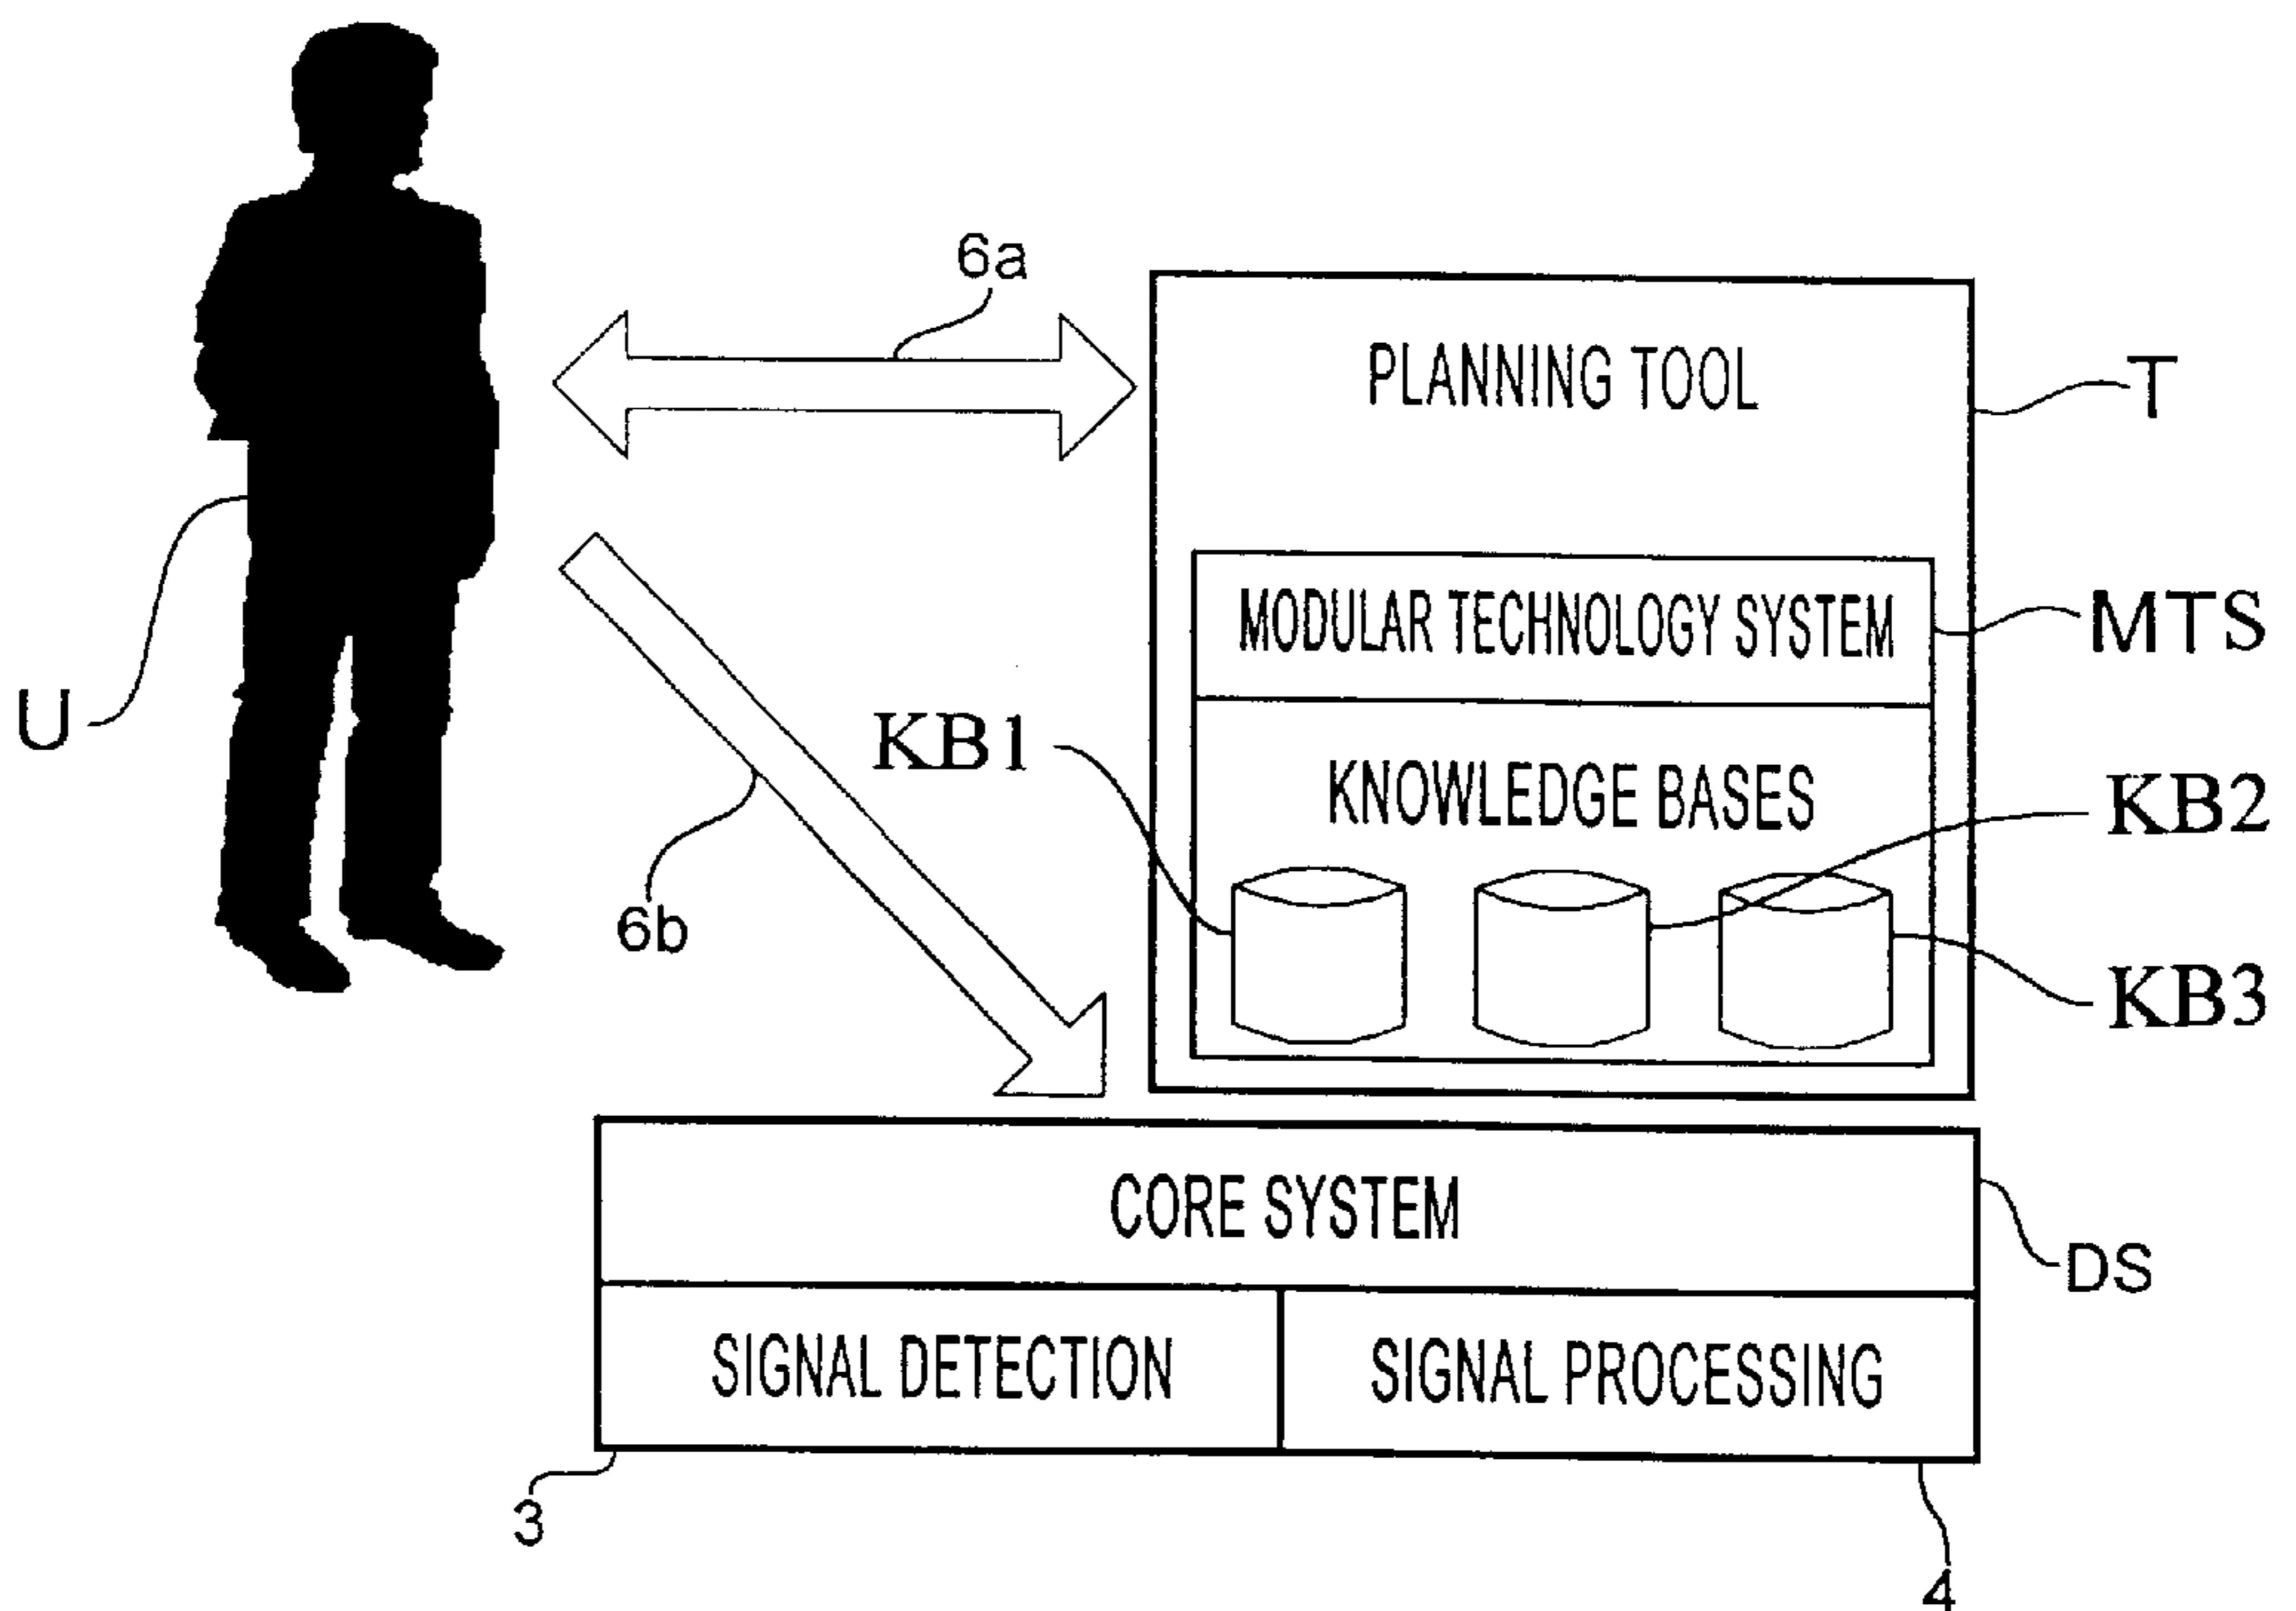 6a
PLANNING TOOL
T
MODULAR TECHNOLOGY SYSTEM
MTS
U
KB1
KNOWLEDGE BASES
KB2
6b
KB3
CORE SYSTEM
DS
SIGNAL DETECTION
SIGNAL PROCESSING
3
4